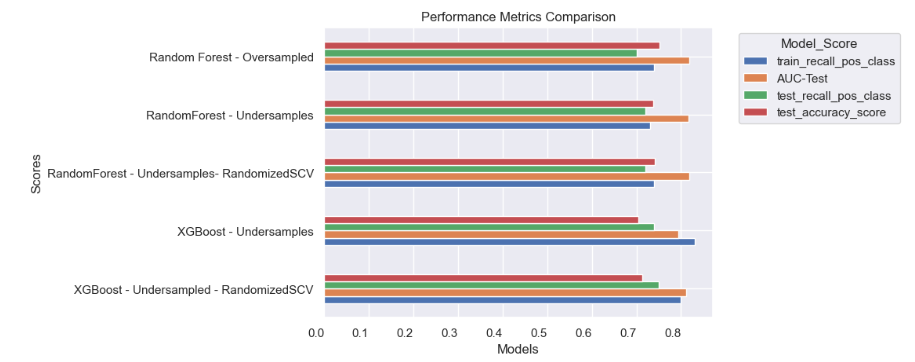 Performance Metrics Comparison
Model_Score
train_recall_pos_class
AUC-Test
test_recall_pos_class
test_accuracy_score
Scores
Random Forest - Oversampled
RandomForest - Undersamples
RandomForest - Undersamples- RandomizedSCV
XGBoost - Undersamples
XGBoost - Undersampled - RandomizedSCV
0.0 0.1 0.2 0.3 0.4 0.5 0.6 0.7 0.8
Models